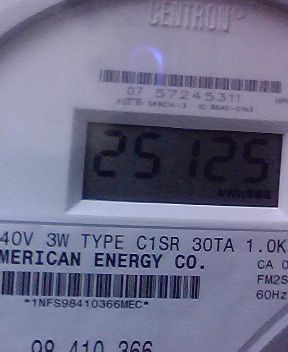 CENTRON
07 57245311
25125
kWh
40V 3W TYPE C1SR 30TA 1.0K
MERICAN ENERGY CO.
CA 0
FM2S
60Hz
*1NFS98410366MEC*
98 410 366